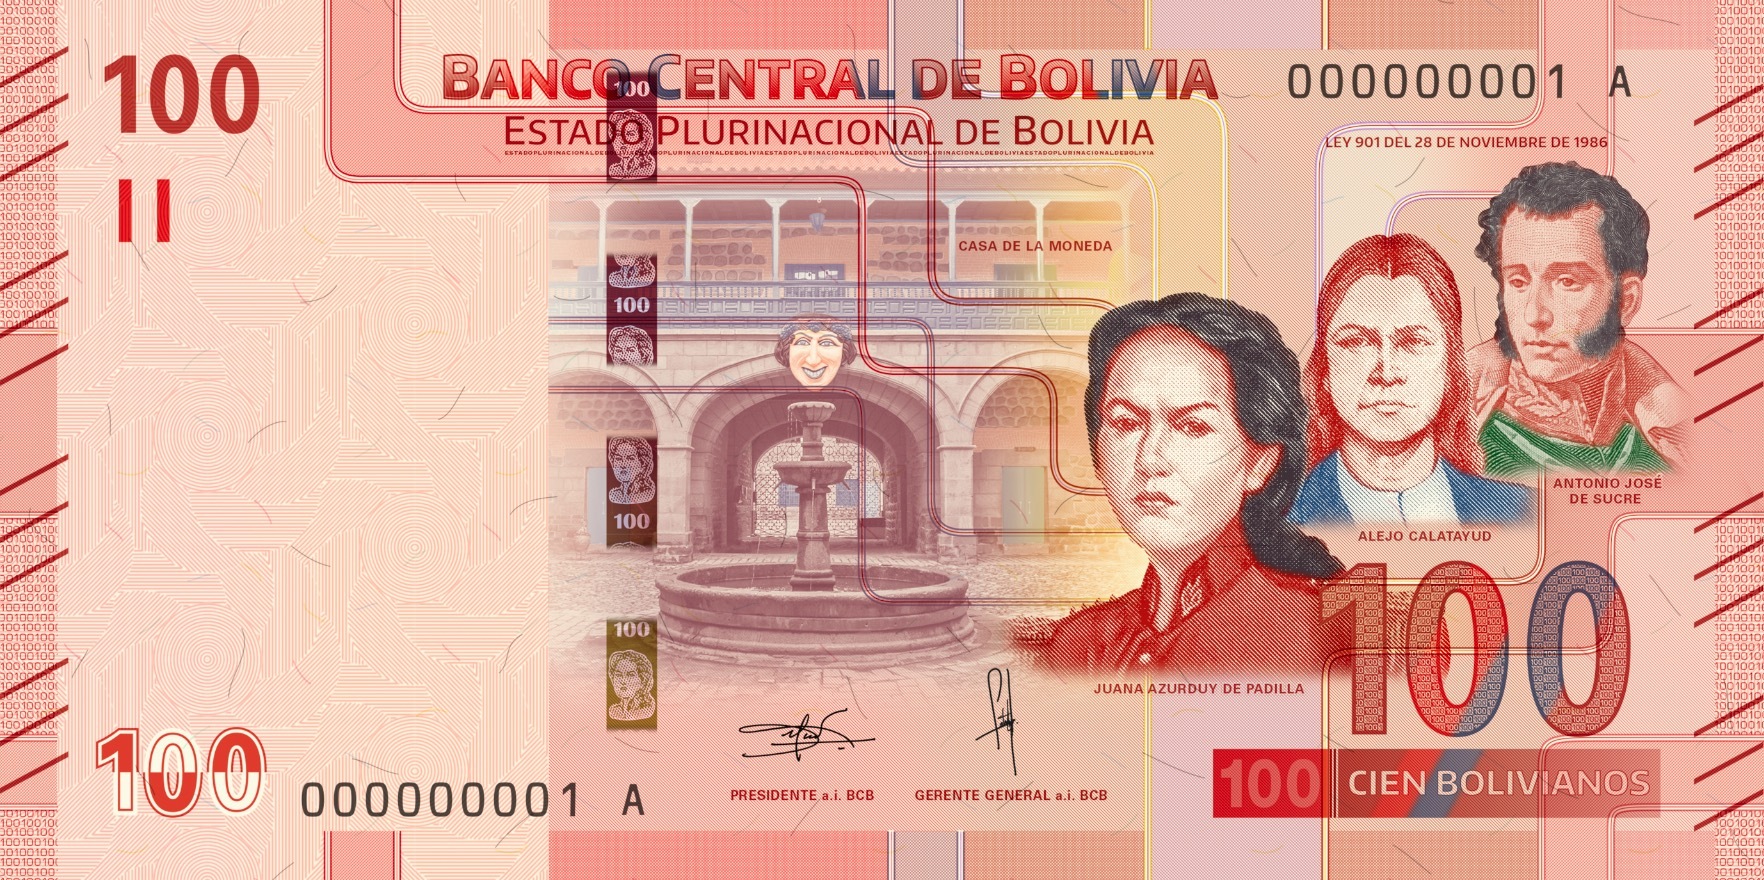 100
BANCO CENTRAL DE BOLIVIA
000000001 A
ESTADO PLURINACIONAL DE BOLIVIA
LEY 901 DEL 28 DE NOVIEMBRE DE 1986
100
CASA DE LA MONEDA
100
ANTONIO JOSÉ
DE SUCRE
100
ALEJO CALATAYUD
100
100
JUANA AZURDUY DE PADILLA
100
000000001 A
PRESIDENTE a.i. BCB
GERENTE GENERAL a.i. BCB
100 CIEN BOLIVIANOS